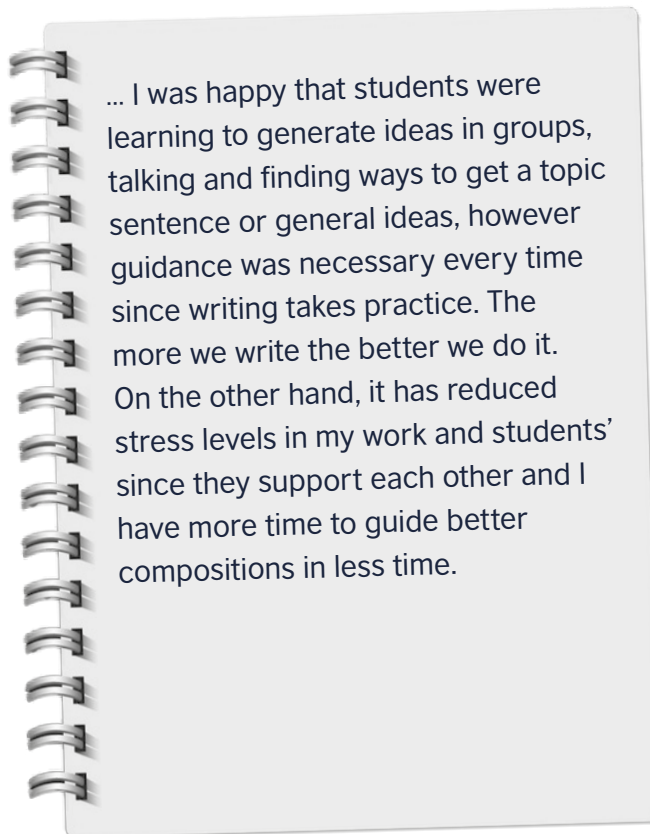 ... I was happy that students were
learning to generate ideas in groups,
talking and finding ways to get a topic
sentence or general ideas, however
guidance was necessary every time
since writing takes practice. The
more we write the better we do it.
On the other hand, it has reduced
stress levels in my work and students’
since they support each other and I
have more time to guide better
compositions in less time.